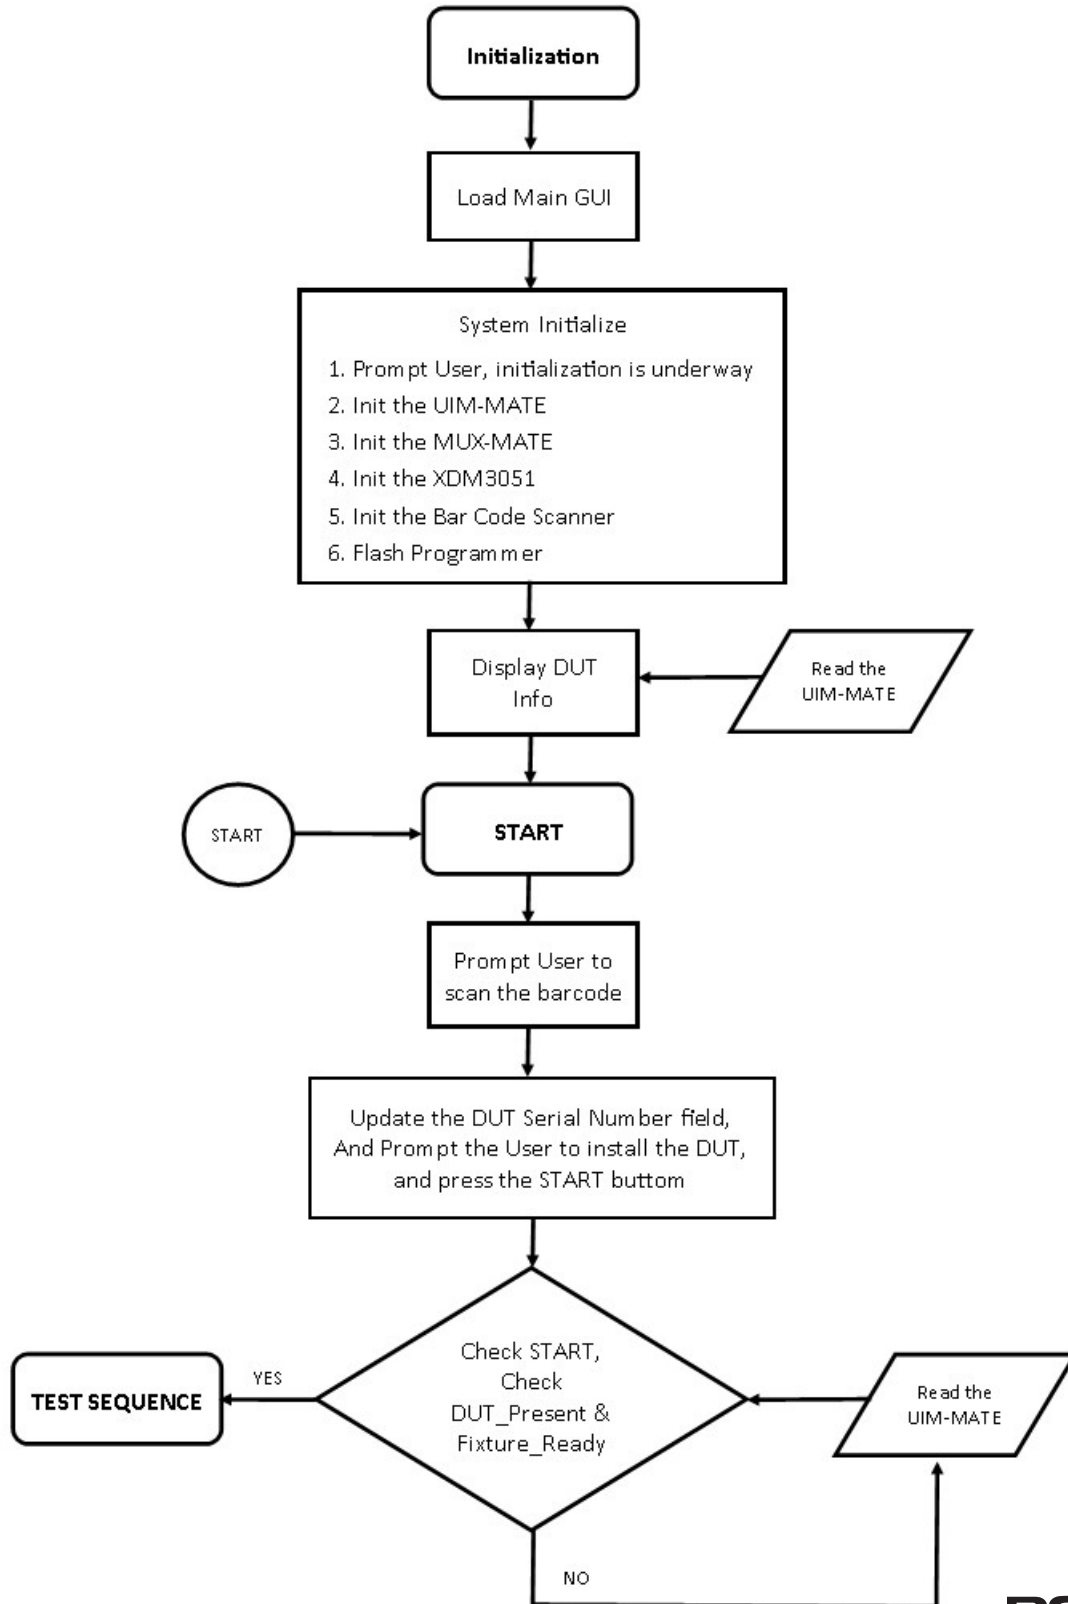 Initialization
Load Main GUI
System Initialize
1. Prompt User, initialization is underway
2. Init the UIM-MATE
3. Init the MUX-MATE
4. Init the XDM3051
5. Init the Bar Code Scanner
6. Flash Programmer
Display DUT
Info
Read the
UIM-MATE
START
START
Prompt User to
scan the barcode
Update the DUT Serial Number field,
And Prompt the User to install the DUT,
and press the START buttom
Check START,
Check
DUT_Present &
Fixture_Ready
YES
TEST SEQUENCE
Read the
UIM-MATE
NO